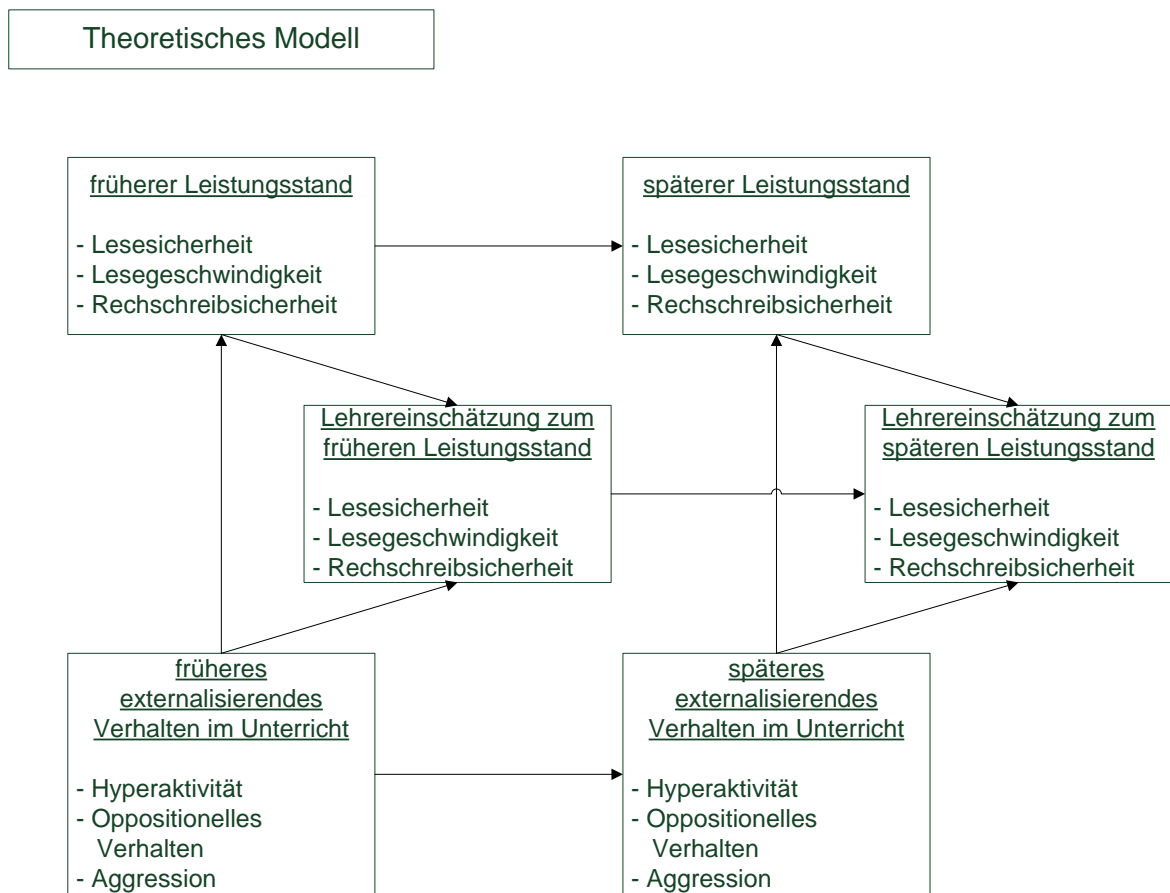 Theoretisches Modell
früherer Leistungsstand
- Lesesicherheit
- Lesegeschwindigkeit
- Rechschreibsicherheit
späterer Leistungsstand
- Lesesicherheit
- Lesegeschwindigkeit
- Rechschreibsicherheit
Lehrereinschätzung zum
früheren Leistungsstand
- Lesesicherheit
- Lesegeschwindigkeit
- Rechschreibsicherheit
Lehrereinschätzung zum
späteren Leistungsstand
- Lesesicherheit
- Lesegeschwindigkeit
- Rechschreibsicherheit
früheres
externalisierendes
Verhalten im Unterricht
- Hyperaktivität
- Oppositionelles
Verhalten
- Aggression
späteres
externalisierendes
Verhalten im Unterricht
- Hyperaktivität
- Oppositionelles
Verhalten
- Aggression